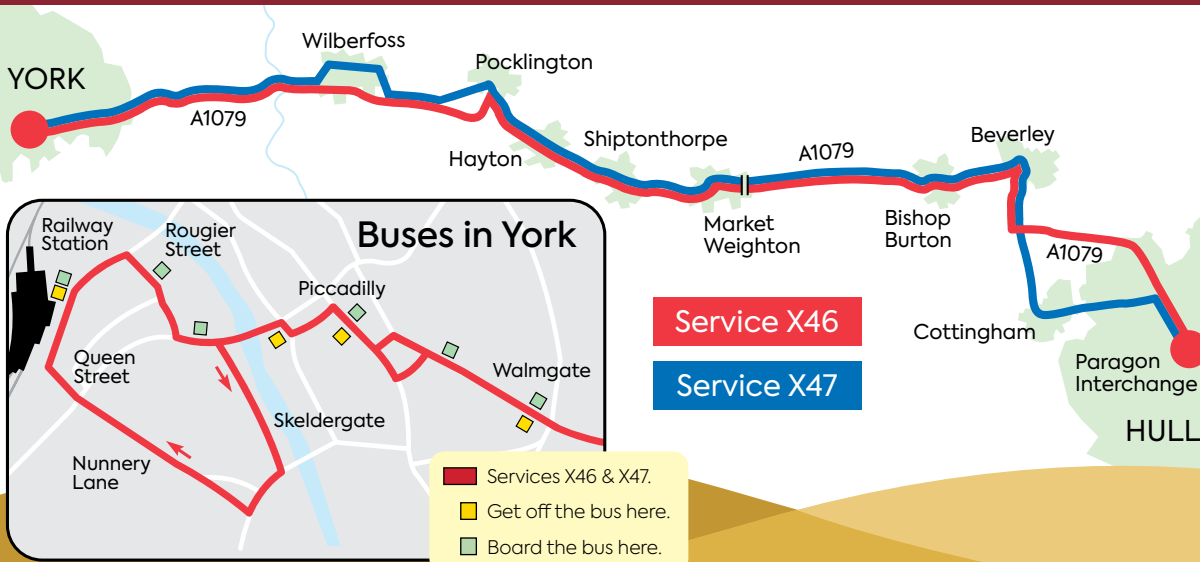 YORK
Wilberfoss
Pocklington
A1079
Hayton
Shiptonthorpe
A1079
Beverley
Market
Weighton
Bishop
Burton
A1079
Cottingham
Paragon
Interchange
HULL
Service X46
Service X47
Buses in York
Railway
Station
Rougier
Street
Piccadilly
Queen
Street
Walmgate
Skeldergate
Nunnery
Lane
Services X46 & X47.
Get off the bus here.
Board the bus here.